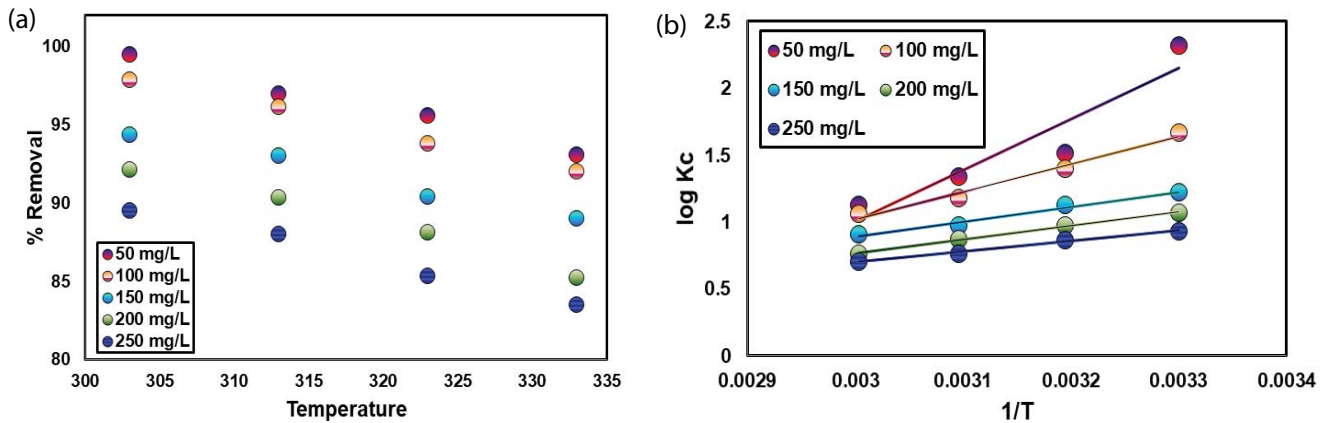 (a)
% Removal
100
95
90
85
80
50 mg/L
100 mg/L
150 mg/L
200 mg/L
250 mg/L
300 305 310 315 320 325 330 335
Temperature
(b)
log Kc
2.5
2
1.5
1
0.5
0
50 mg/L 100 mg/L
150 mg/L 200 mg/L
250 mg/L
0.0029 0.003 0.0031 0.0032 0.0033 0.0034
1/T